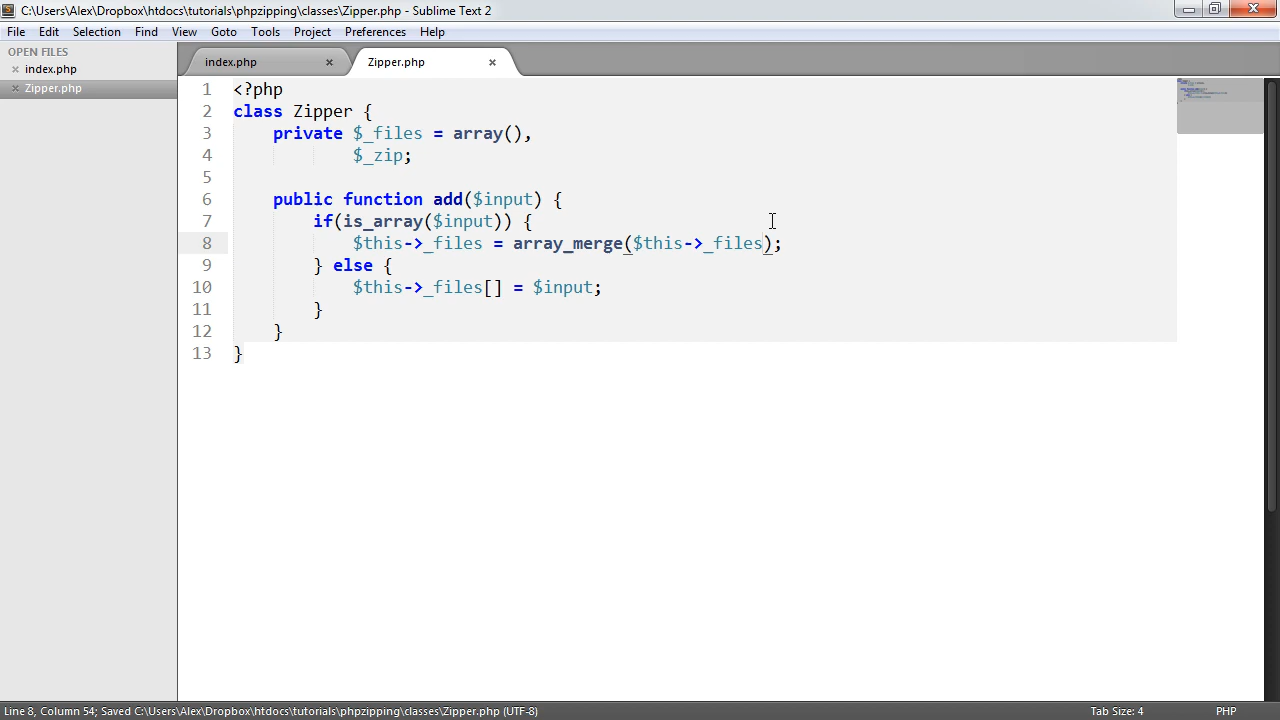 C:\Users\Alex\Dropbox\htdocs\tutorials\phpzipping\classes\Zipper.php - Sublime Text 2
File Edit Selection Find View Goto Tools Project Preferences Help
OPEN FILES
index.php
Zipper.php
index.php Zipper.php
1 <?php
2 class Zipper {
3     private $_files = array(),
4             $_zip;
5
6     public function add($input) {
7         if(is_array($input)) {
8             $this->_files = array_merge($this->_files);
9         } else {
10             $this->_files[] = $input;
11         }
12     }
13 }
Line 8, Column 54; Saved C:\Users\Alex\Dropbox\htdocs\tutorials\phpzipping\classes\Zipper.php (UTF-8) Tab Size: 4 PHP